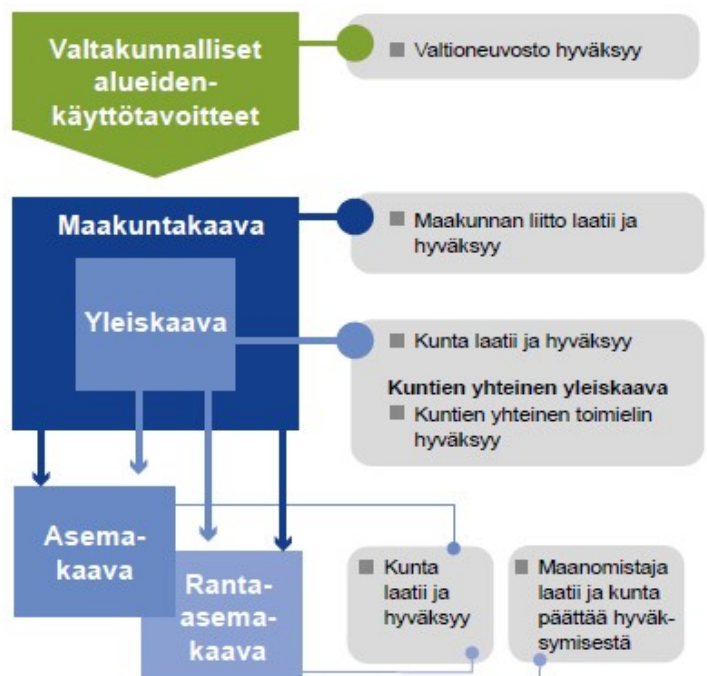 Valtakunnalliset
alueiden-
käyttötavoitteet
■ Valtioneuvosto hyväksyy
Maakuntakaava
■ Maakunnan liitto laatii ja
hyväksyy
Yleiskaava
■ Kunta laatii ja hyväksyy
Kuntien yhteinen yleiskaava
■ Kuntien yhteinen toimielin
hyväksyy
Asema-
kaava
Ranta-
asema-
kaava
■ Kunta
laatii ja
hyväksyy
■ Maanomistaja
laatii ja kunta
päättää hyväk-
symisestä